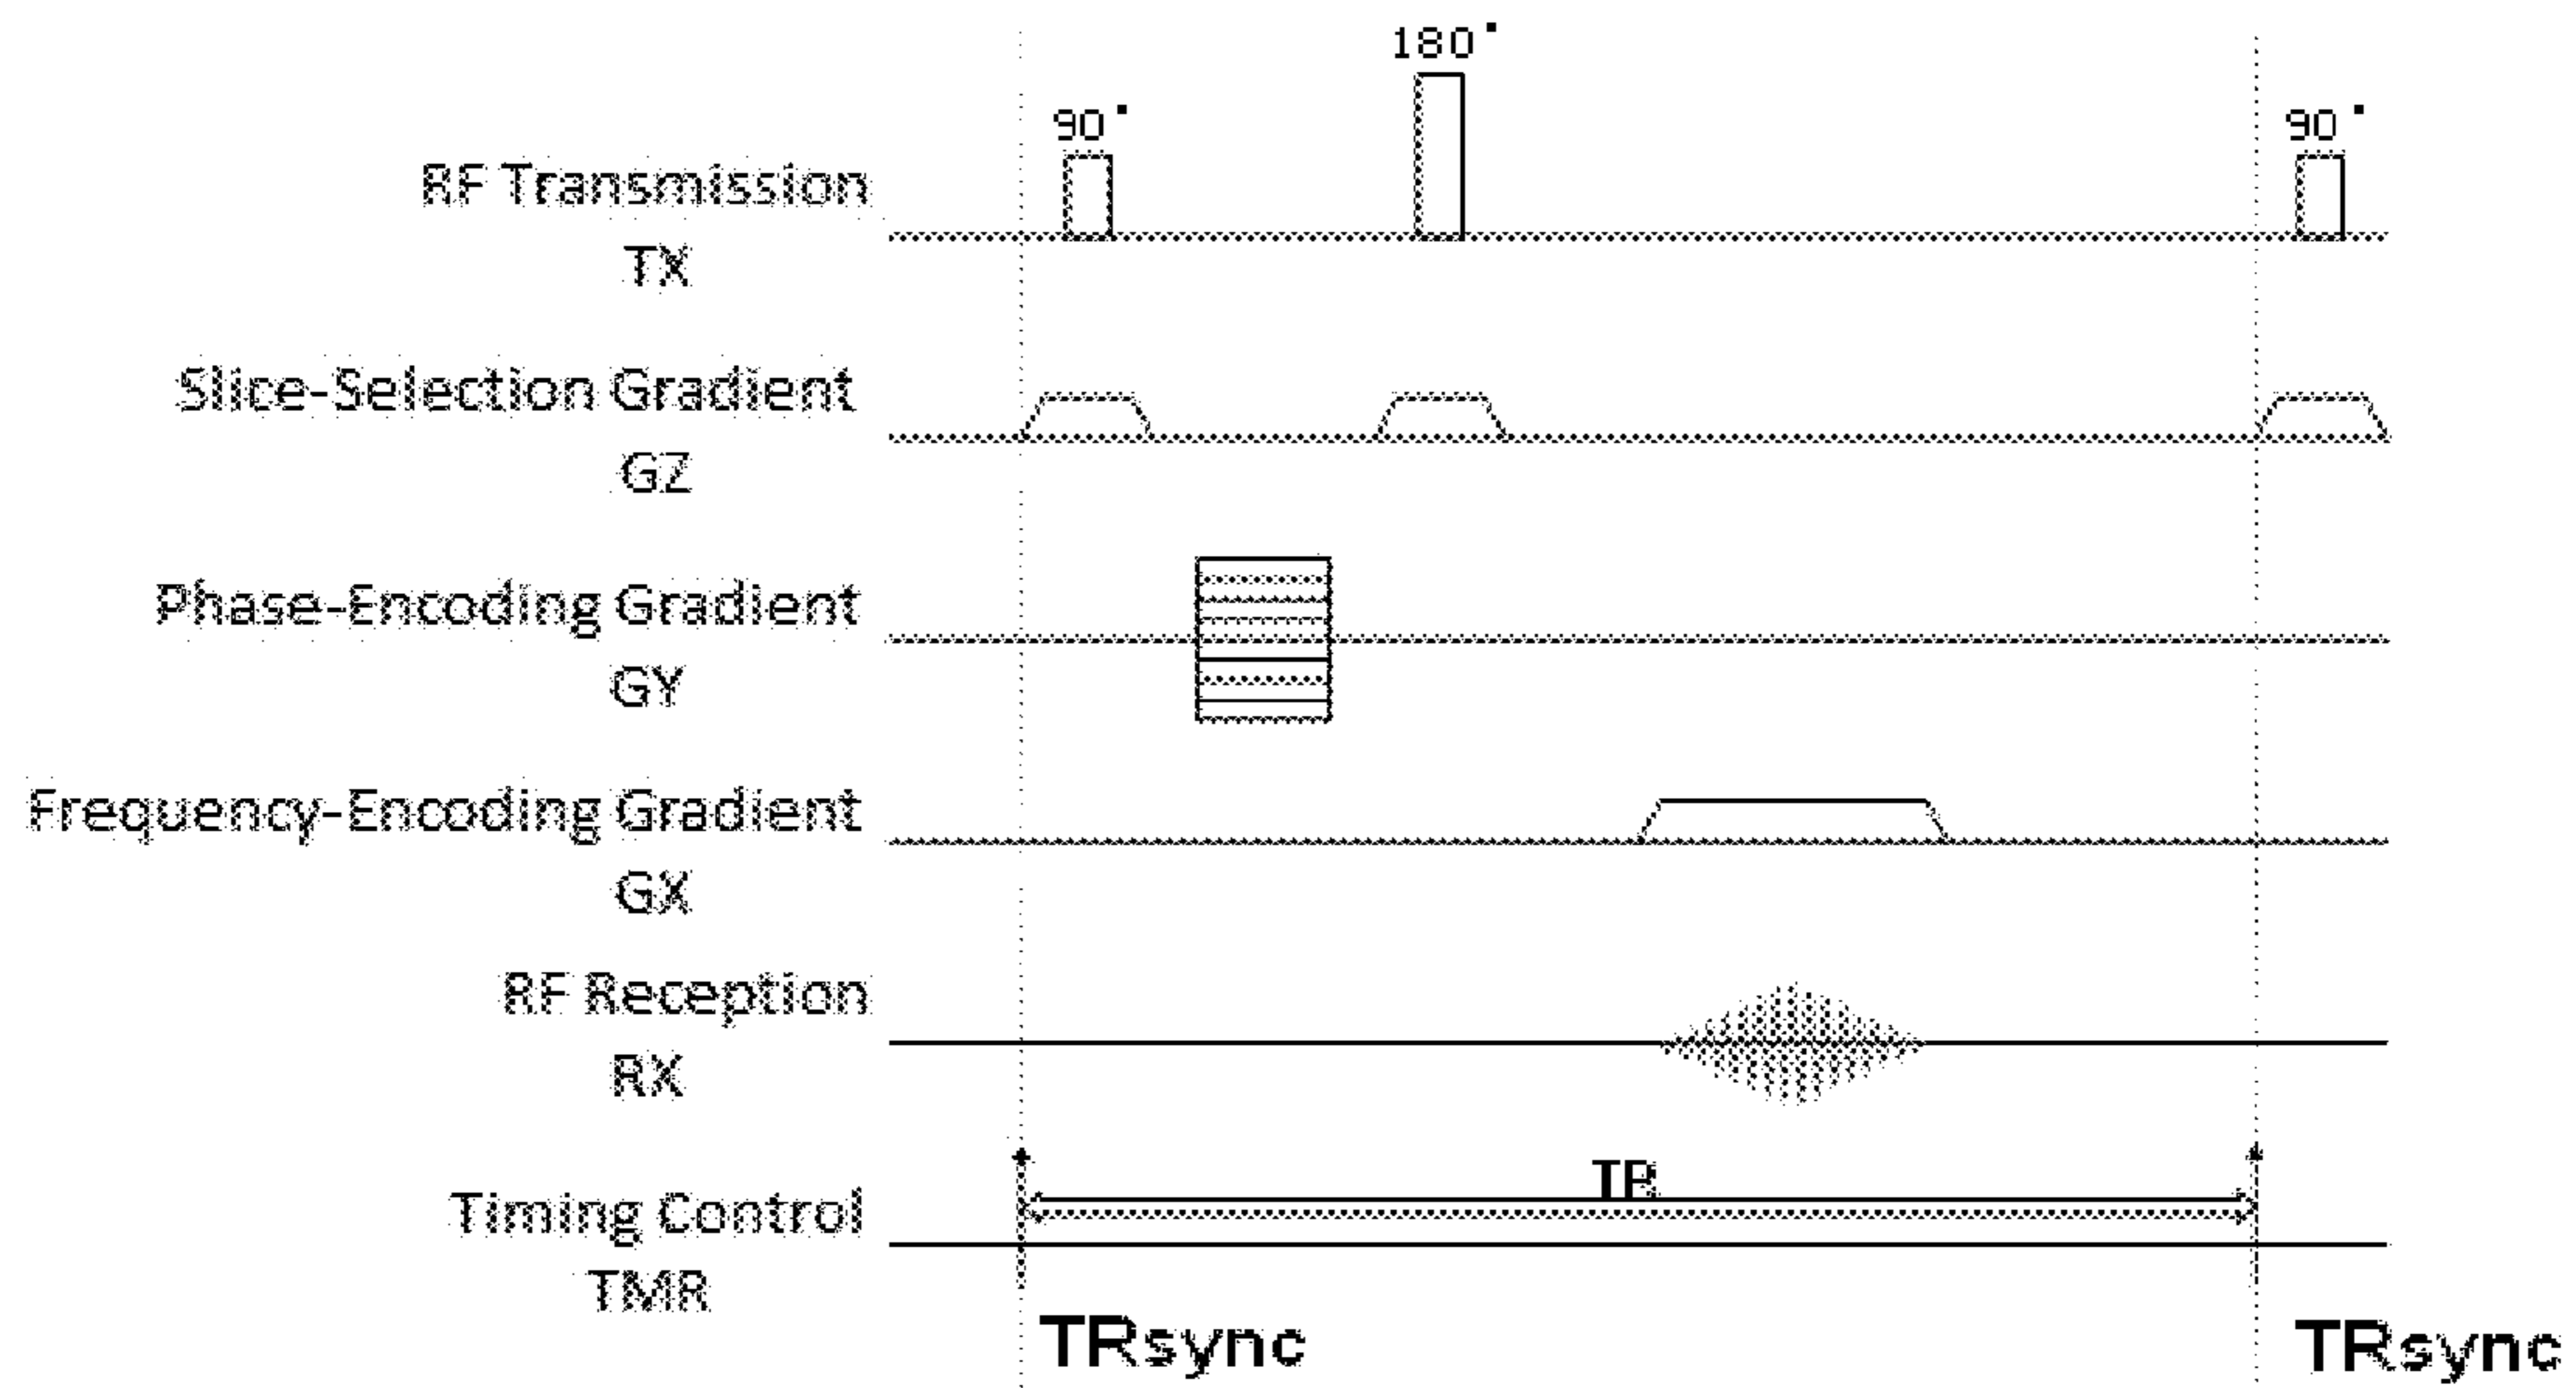 180°
90°
90°
RF Transmission
TX
Slice-Selection Gradient
GZ
Phase-Encoding Gradient
GY
Frequency-Encoding Gradient
GX
RF Reception
RX
TR
Timing Control
TMR
TRsync
TRsync